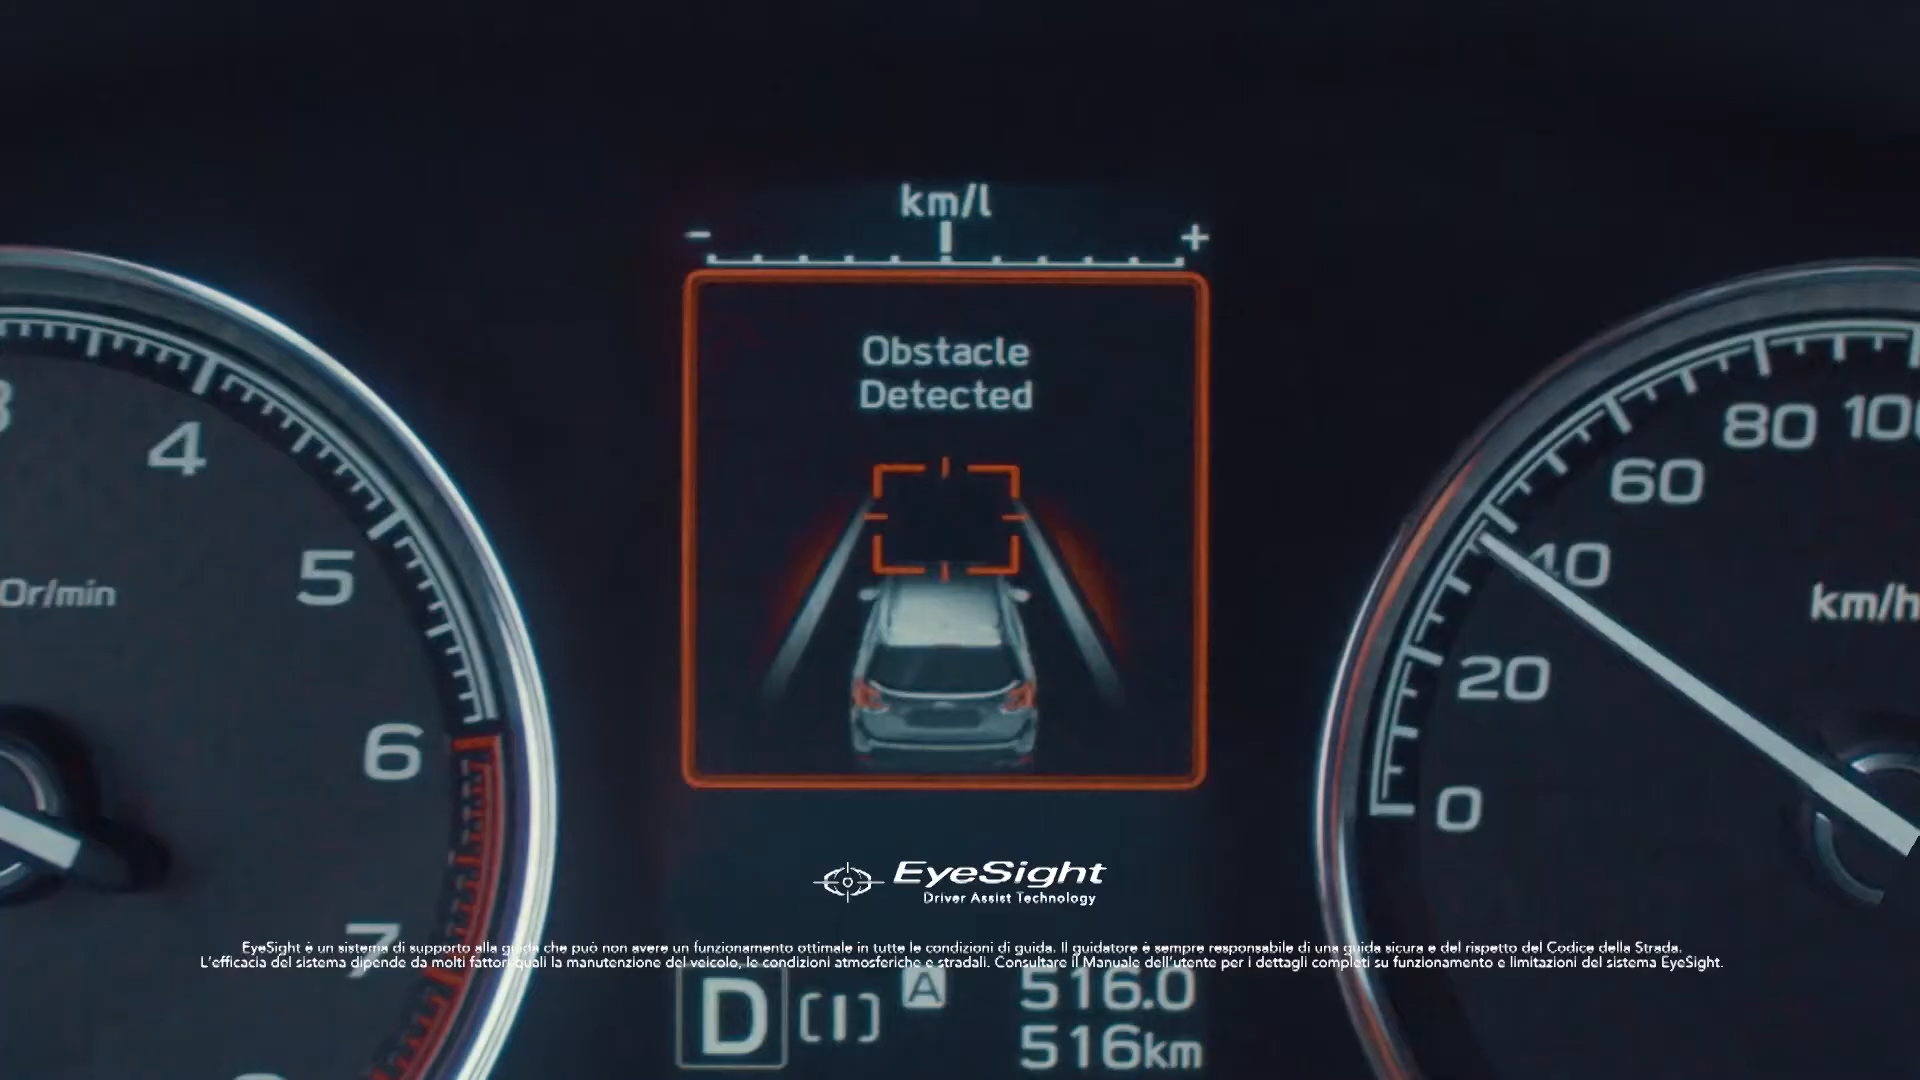 km/l
- +
Obstacle
Detected
3
4
5
6
7
0r/min
100
80
60
40
20
0
km/h
EyeSight
Driver Assist Technology
EyeSight è un sistema di supporto alla guida che può non avere un funzionamento ottimale in tutte le condizioni di guida. Il guidatore è sempre responsabile di una guida sicura e del rispetto del Codice della Strada.
L'efficacia del sistema dipende da molti fattori quali la manutenzione del veicolo, le condizioni atmosferiche e stradali. Consultare il Manuale dell'utente per i dettagli completi su funzionamento e limitazioni del sistema EyeSight.
D [I] A 516.0
516km